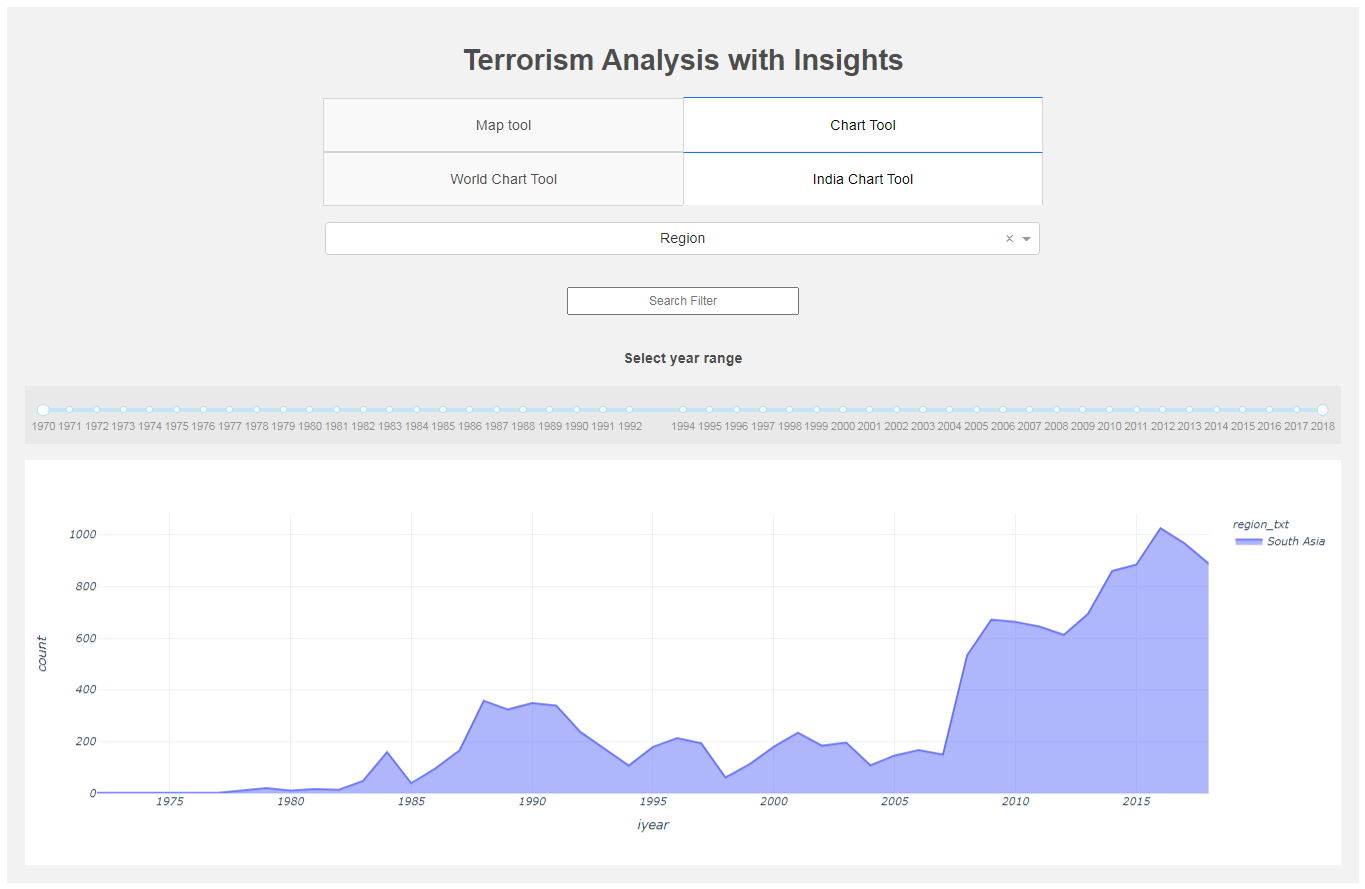 Terrorism Analysis with Insights
Map tool Chart Tool
World Chart Tool India Chart Tool
Region × 
Search Filter
Select year range
1970 1971 1972 1973 1974 1975 1976 1977 1978 1979 1980 1981 1982 1983 1984 1985 1986 1987 1988 1989 1990 1991 1992 1994 1995 1996 1997 1998 1999 2000 2001 2002 2003 2004 2005 2006 2007 2008 2009 2010 2011 2012 2013 2014 2015 2016 2017 2018
region_txt
South Asia
1000
800
600
400
200
0
count
1975 1980 1985 1990 1995 2000 2005 2010 2015
iyear